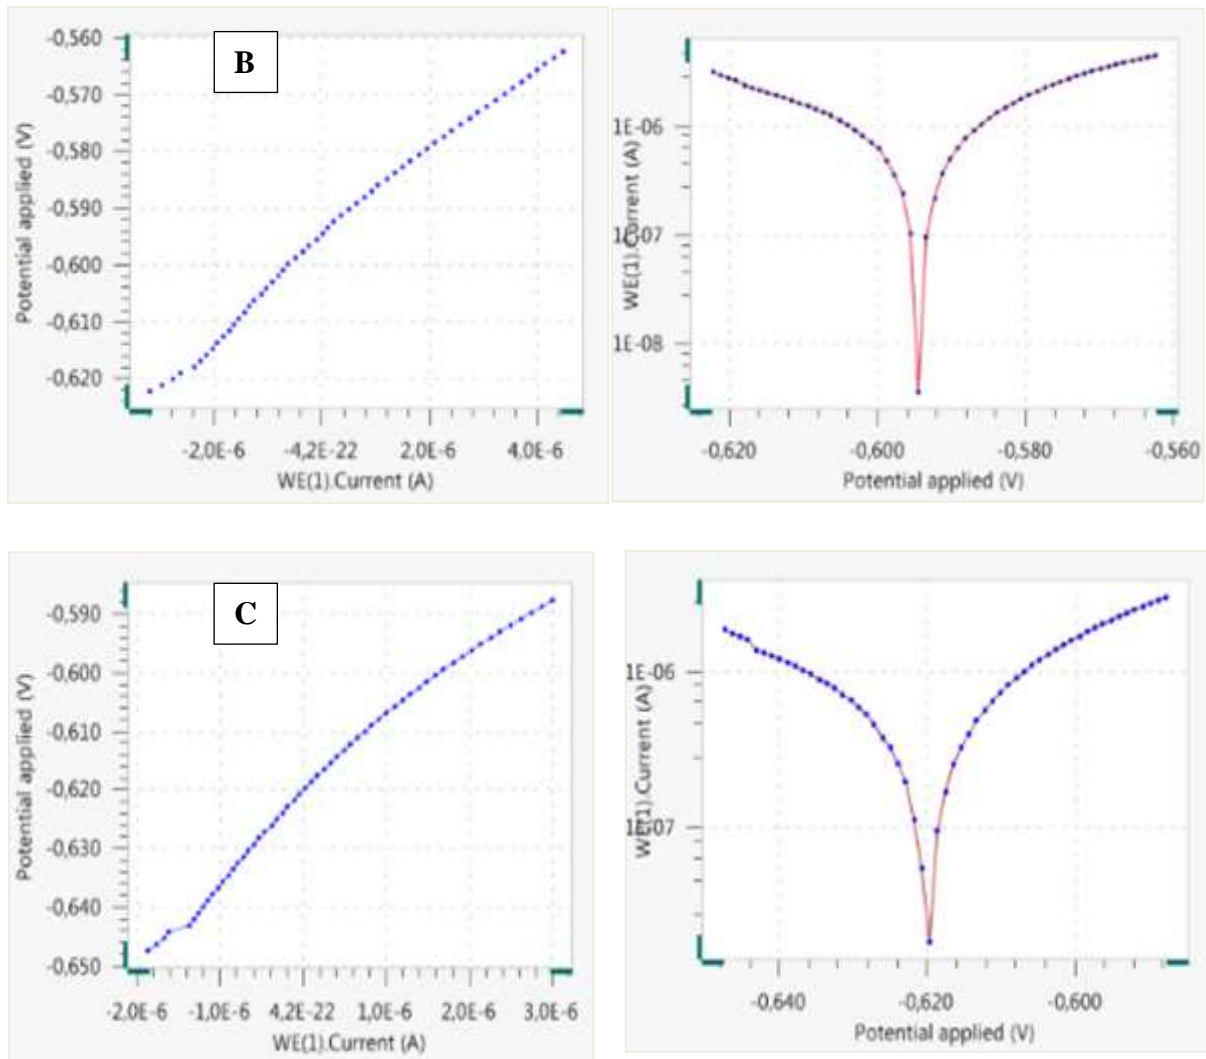 B
Potential applied (V)
-0,560
-0,570
-0,580
-0,590
-0,600
-0,610
-0,620
-2,0E-6 -4,2E-22 2,0E-6 4,0E-6
WE(1).Current (A)
WE(1).Current (A)
1E-06
1E-07
1E-08
-0,620 -0,600 -0,580 -0,560
Potential applied (V)
C
Potential applied (V)
-0,590
-0,600
-0,610
-0,620
-0,630
-0,640
-0,650
-2,0E-6 -1,0E-6 4,2E-22 1,0E-6 2,0E-6 3,0E-6
WE(1).Current (A)
WE(1).Current (A)
1E-06
1E-07
-0,640 -0,620 -0,600
Potential applied (V)